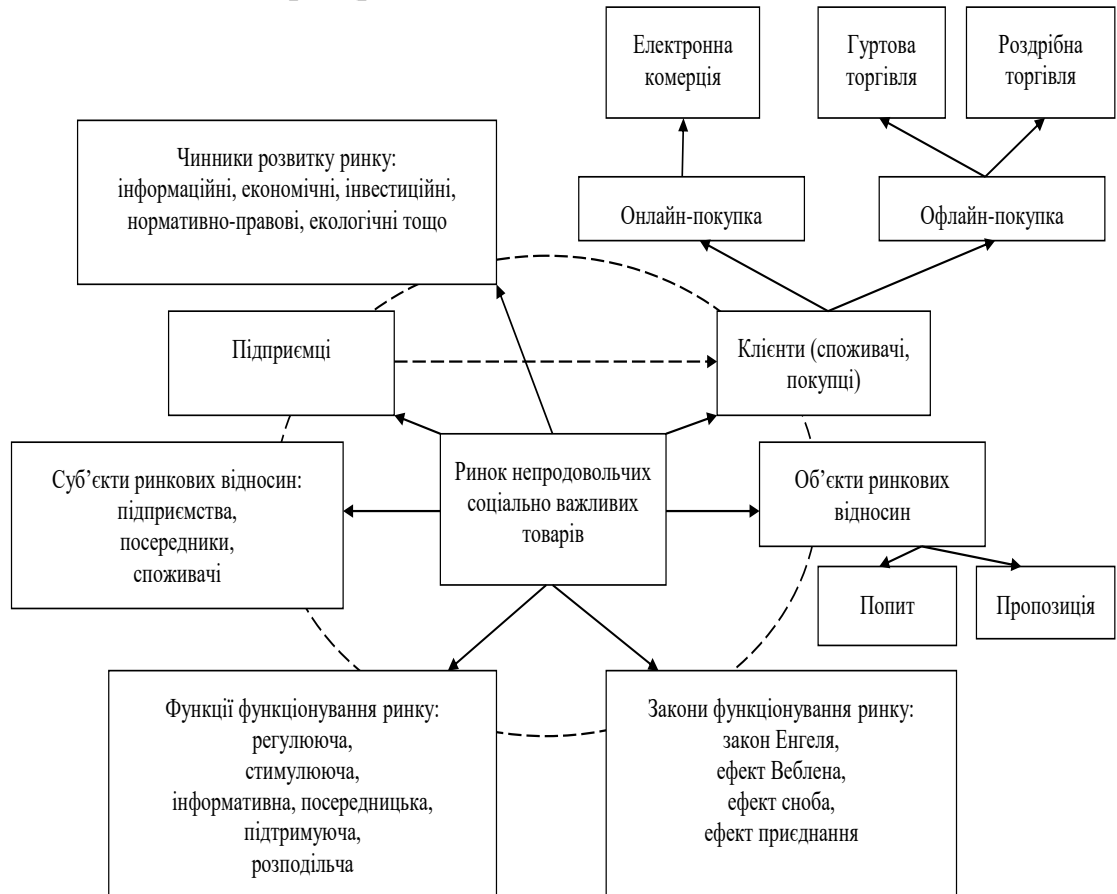 Електронна
комерція
Гуртова
торгівля
Роздрібна
торгівля
Чинники розвитку ринку:
інформаційні, економічні, інвестиційні,
нормативно-правові, екологічні тощо
Онлайн-покупка
Офлайн-покупка
Підприємці
Клієнти (споживачі,
покупці)
Суб’єкти ринкових відносин:
підприємства,
посередники,
споживачі
Ринок непродовольчих
соціально важливих
товарів
Об’єкти ринкових
відносин
Попит
Пропозиція
Функції функціонування ринку:
регулююча,
стимулююча,
інформативна, посередницька,
підтримуюча,
розподільча
Закони функціонування ринку:
закон Енгеля,
ефект Веблена,
ефект сноба,
ефект приєднання